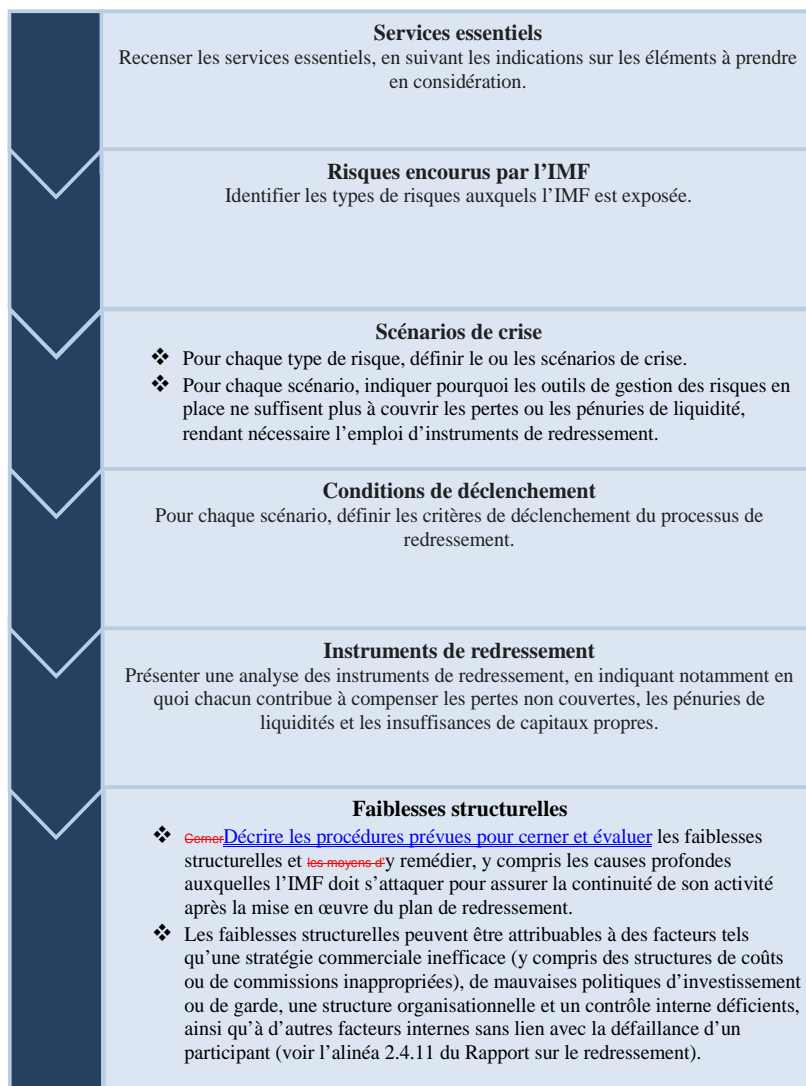 Services essentiels
Recenser les services essentiels, en suivant les indications sur les éléments à prendre
en considération.
Risques encourus par l’IMF
Identifier les types de risques auxquels l’IMF est exposée.
Scénarios de crise
❖ Pour chaque type de risque, définir le ou les scénarios de crise.
❖ Pour chaque scénario, indiquer pourquoi les outils de gestion des risques en
place ne suffisent plus à couvrir les pertes ou les pénuries de liquidité,
rendant nécessaire l’emploi d’instruments de redressement.
Conditions de déclenchement
Pour chaque scénario, définir les critères de déclenchement du processus de
redressement.
Instruments de redressement
Présenter une analyse des instruments de redressement, en indiquant notamment en
quoi chacun contribue à compenser les pertes non couvertes, les pénuries de
liquidités et les insuffisances de capitaux propres.
Faiblesses structurelles
❖ CernerDécrire les procédures prévues pour cerner et évaluer les faiblesses
structurelles et les moyens d’y remédier, y compris les causes profondes
auxquelles l’IMF doit s’attaquer pour assurer la continuité de son activité
après la mise en œuvre du plan de redressement.
❖ Les faiblesses structurelles peuvent être attribuables à des facteurs tels
qu’une stratégie commerciale inefficace (y compris des structures de coûts
ou de commissions inappropriées), de mauvaises politiques d’investissement
ou de garde, une structure organisationnelle et un contrôle interne déficients,
ainsi qu’à d’autres facteurs internes sans lien avec la défaillance d’un
participant (voir l’alinéa 2.4.11 du Rapport sur le redressement).